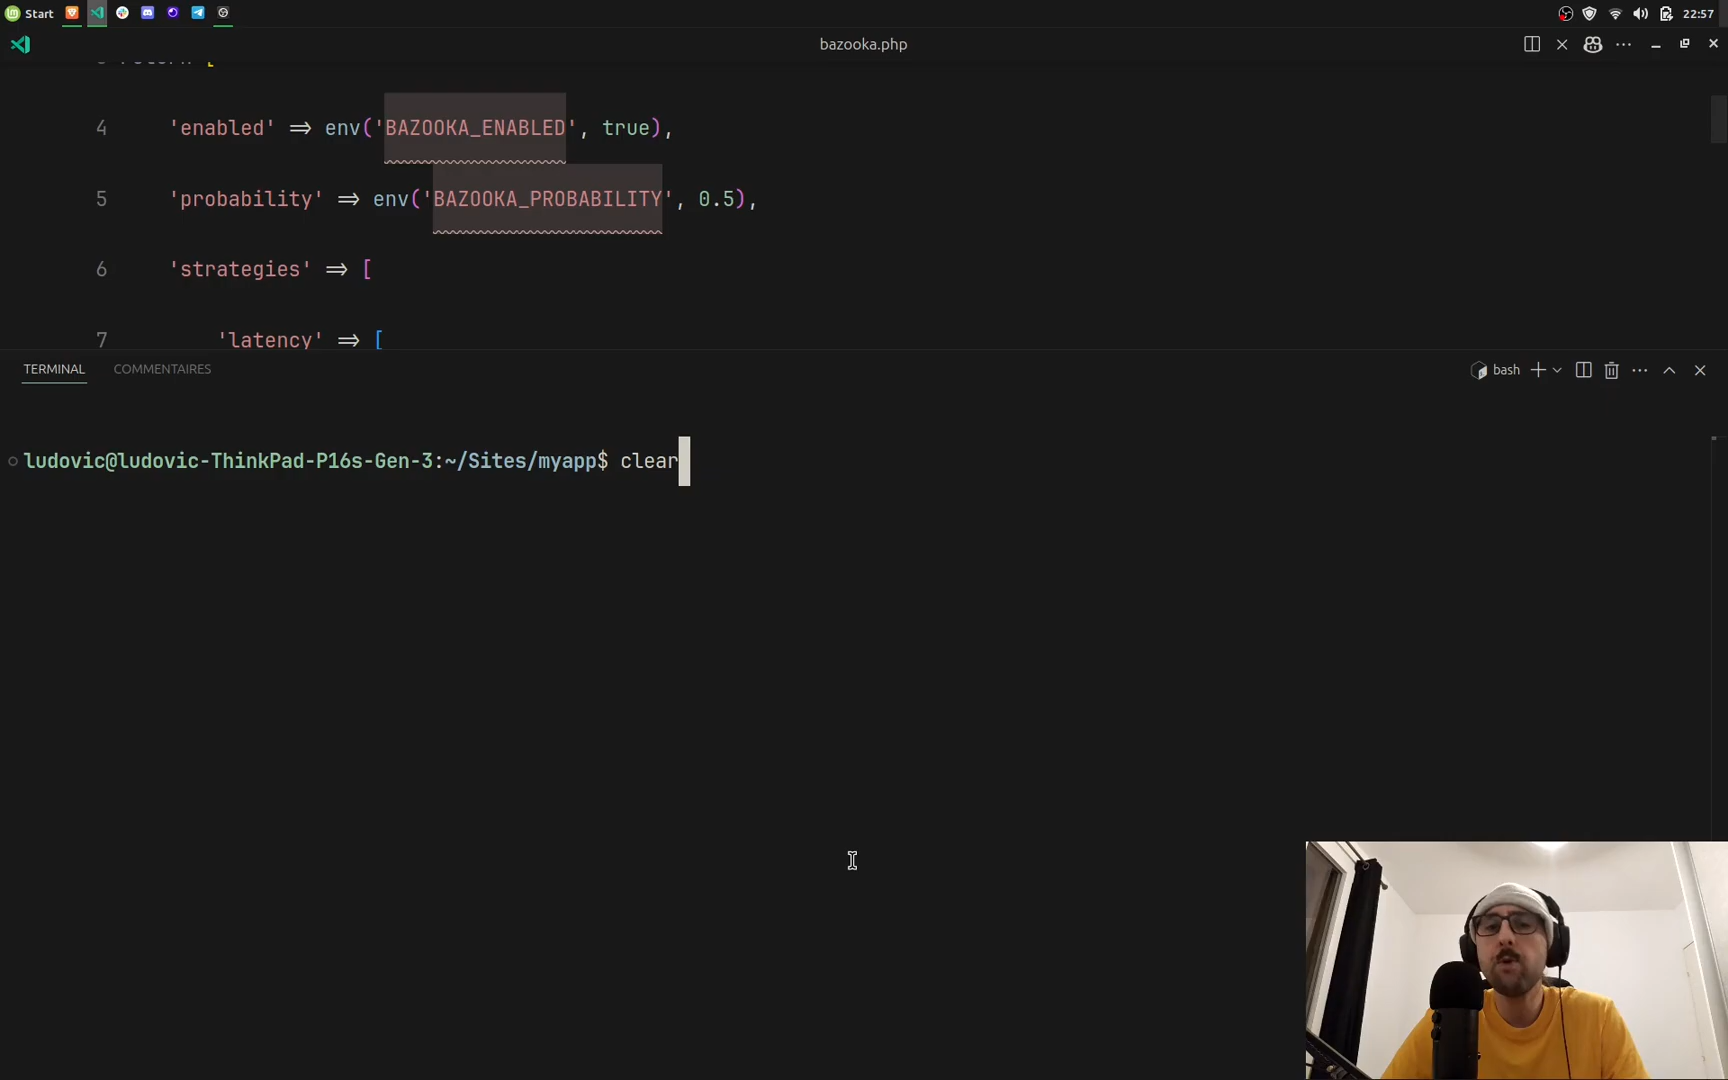 Start
22:57
bazooka.php
4 'enabled' => env('BAZOOKA_ENABLED', true),
5 'probability' => env('BAZOOKA_PROBABILITY', 0.5),
6 'strategies' => [
7 'latency' => [
TERMINAL COMMENTAIRES
bash
ludovic@ludovic-ThinkPad-P16s-Gen-3:~/Sites/myapp$ clear